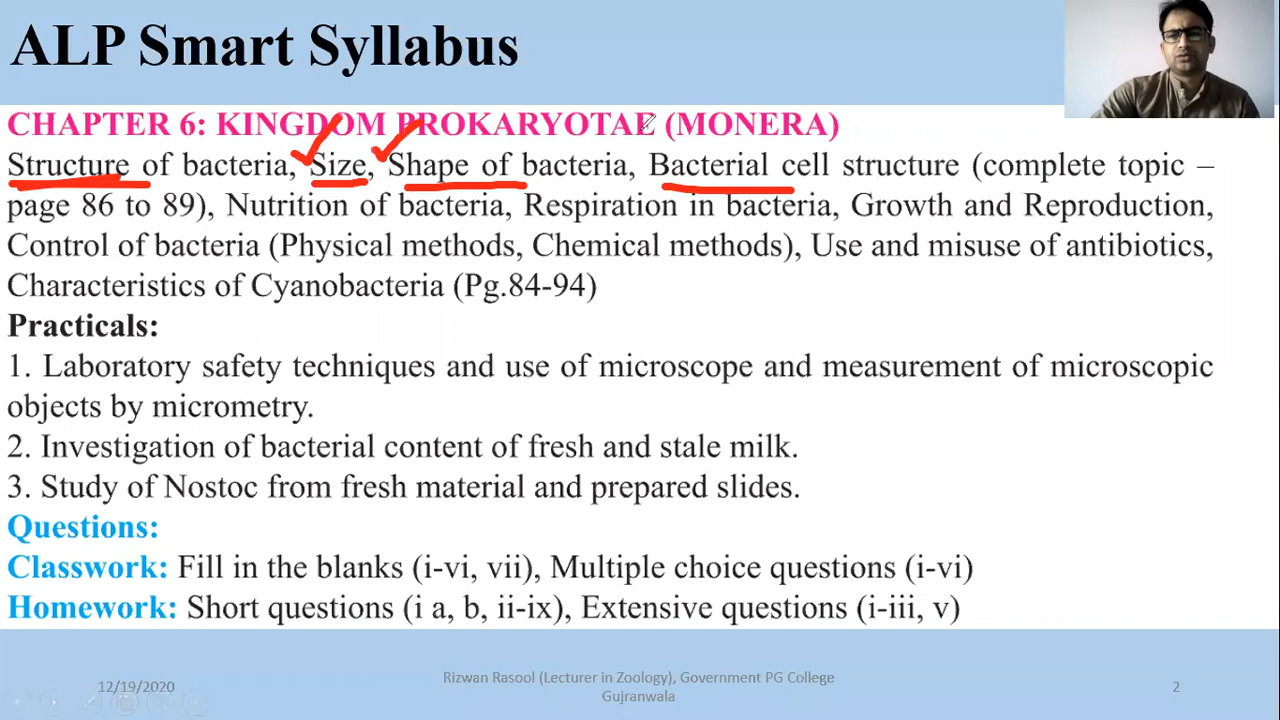 ALP Smart Syllabus
CHAPTER 6: KINGDOM PROKARYOTAE (MONERA)
Structure of bacteria, Size, Shape of bacteria, Bacterial cell structure (complete topic –
page 86 to 89), Nutrition of bacteria, Respiration in bacteria, Growth and Reproduction,
Control of bacteria (Physical methods, Chemical methods), Use and misuse of antibiotics,
Characteristics of Cyanobacteria (Pg.84-94)
Practicals:
1. Laboratory safety techniques and use of microscope and measurement of microscopic
objects by micrometry.
2. Investigation of bacterial content of fresh and stale milk.
3. Study of Nostoc from fresh material and prepared slides.
Questions:
Classwork: Fill in the blanks (i-vi, vii), Multiple choice questions (i-vi)
Homework: Short questions (i a, b, ii-ix), Extensive questions (i-iii, v)
12/19/2020
Rizwan Rasool (Lecturer in Zoology), Government PG College
Gujranwala
2